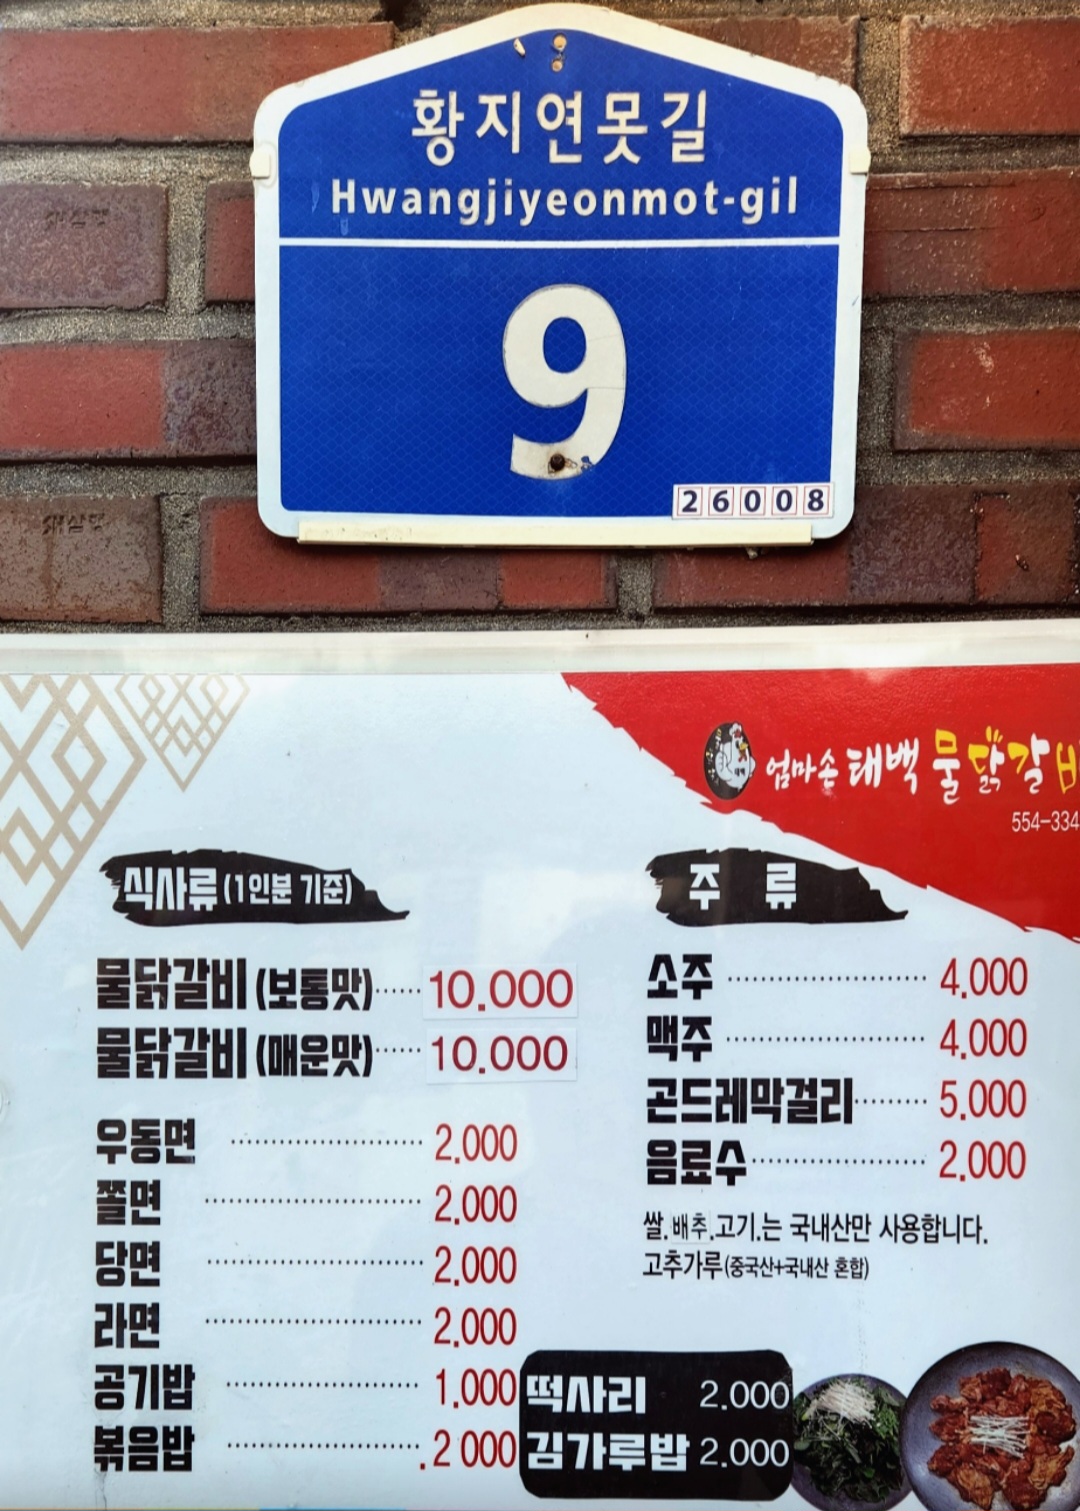 황지연못길
Hwangjiyeonmot-gil
9
26008
엄마손 태백 물닭갈비
554-334
식사류(1인분 기준)
물닭갈비 (보통맛)······ 10.000
물닭갈비 (매운맛)······ 10.000
우동면 ························ 2.000
쫄면 ··························· 2.000
당면 ··························· 2.000
라면 ··························· 2.000
공기밥 ························ 1.000
볶음밥 ························ 2 000
떡사리 2.000
김가루밥 2.000
주 류
소주 ························ 4.000
맥주 ························ 4.000
곤드레막걸리········· 5.000
음료수····················· 2.000
쌀.배추.고기.는 국내산만 사용합니다.
고추가루(중국산+국내산 혼합)